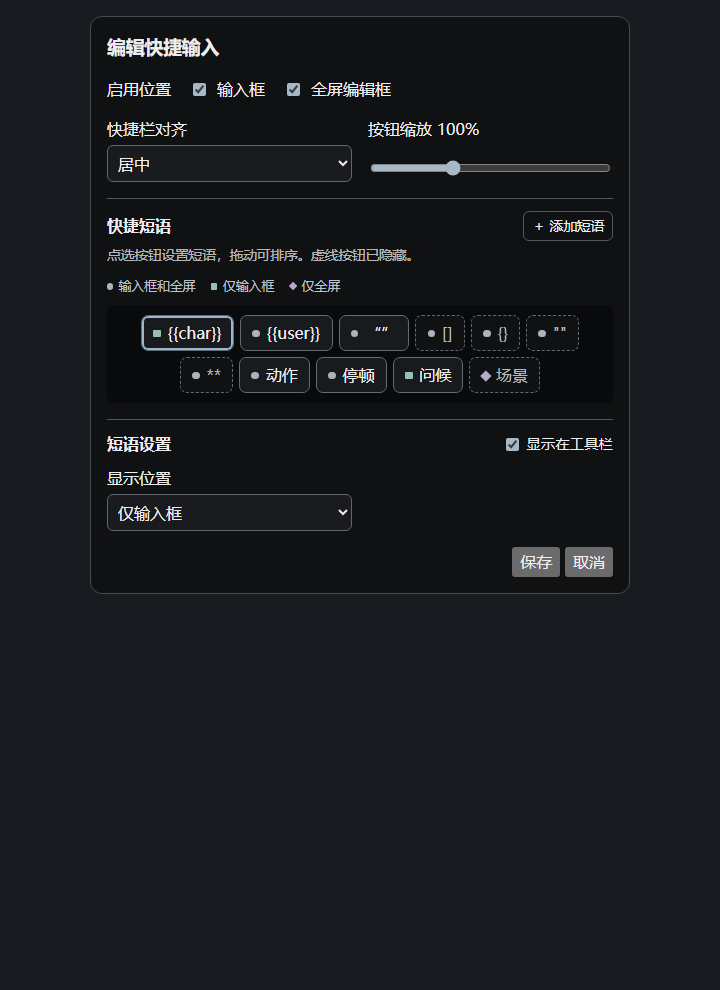 编辑快捷输入
启用位置 输入框 全屏编辑框
快捷栏对齐 按钮缩放 100%
居中
快捷短语 + 添加短语
点选按钮设置短语，拖动可排序。虚线按钮已隐藏。
输入框和全屏 仅输入框 仅全屏
{{char}} {{user}} “” [] {} ""
** 动作 停顿 问候 场景
短语设置 显示在工具栏
显示位置
仅输入框
保存 取消